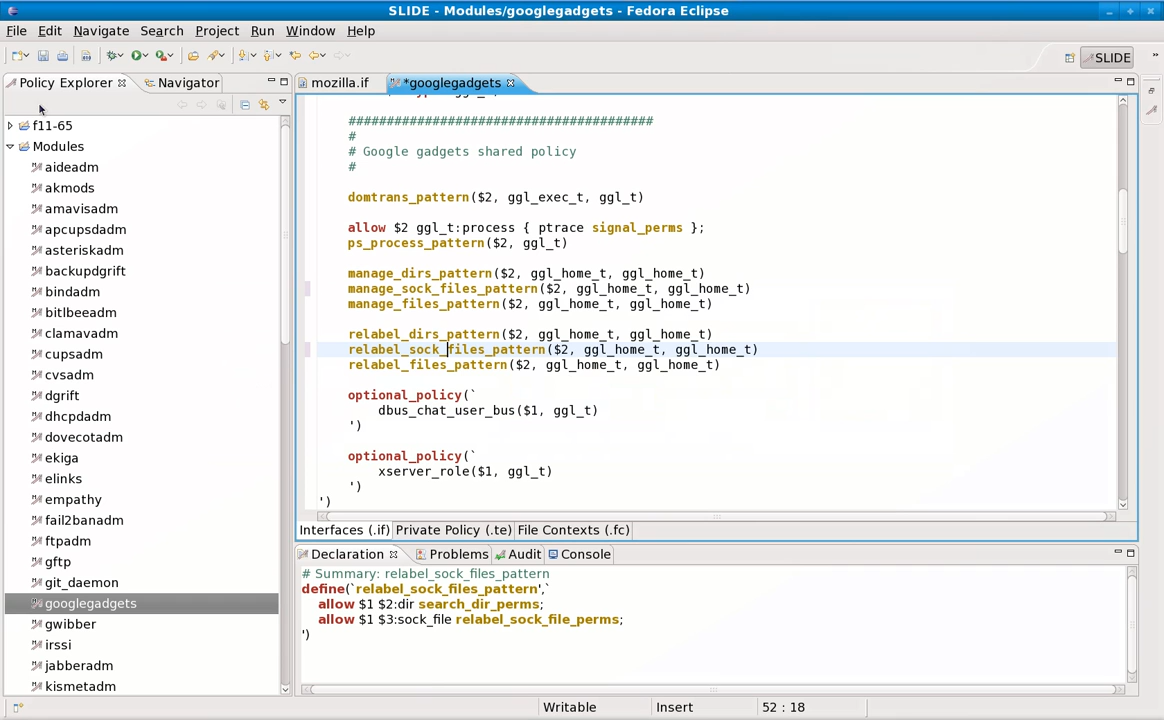 SLIDE - Modules/googlegadgets - Fedora Eclipse
File Edit Navigate Search Project Run Window Help
SLIDE
Policy Explorer
Navigator
f11-65
Modules
aideadm
akmods
amavisadm
apcupsdadm
asteriskadm
backupdgrift
bindadm
bitlbeeadm
clamavadm
cupsadm
cvsadm
dgrift
dhcpdadm
dovecotadm
ekiga
elinks
empathy
fail2banadm
ftpadm
gftp
git_daemon
googlegadgets
gwibber
irssi
jabberadm
kismetadm
mozilla.if
*googlegadgets
########################################
#
# Google gadgets shared policy
#
domtrans_pattern($2, ggl_exec_t, ggl_t)
allow $2 ggl_t:process { ptrace signal_perms };
ps_process_pattern($2, ggl_t)
manage_dirs_pattern($2, ggl_home_t, ggl_home_t)
manage_sock_files_pattern($2, ggl_home_t, ggl_home_t)
manage_files_pattern($2, ggl_home_t, ggl_home_t)
relabel_dirs_pattern($2, ggl_home_t, ggl_home_t)
relabel_sock_files_pattern($2, ggl_home_t, ggl_home_t)
relabel_files_pattern($2, ggl_home_t, ggl_home_t)
optional_policy(`
dbus_chat_user_bus($1, ggl_t)
')
optional_policy(`
xserver_role($1, ggl_t)
')
')
Interfaces (.if) Private Policy (.te) File Contexts (.fc)
Declaration Problems Audit Console
# Summary: relabel_sock_files_pattern
define(`relabel_sock_files_pattern',`
allow $1 $2:dir search_dir_perms;
allow $1 $3:sock_file relabel_sock_file_perms;
')
Writable Insert 52 : 18